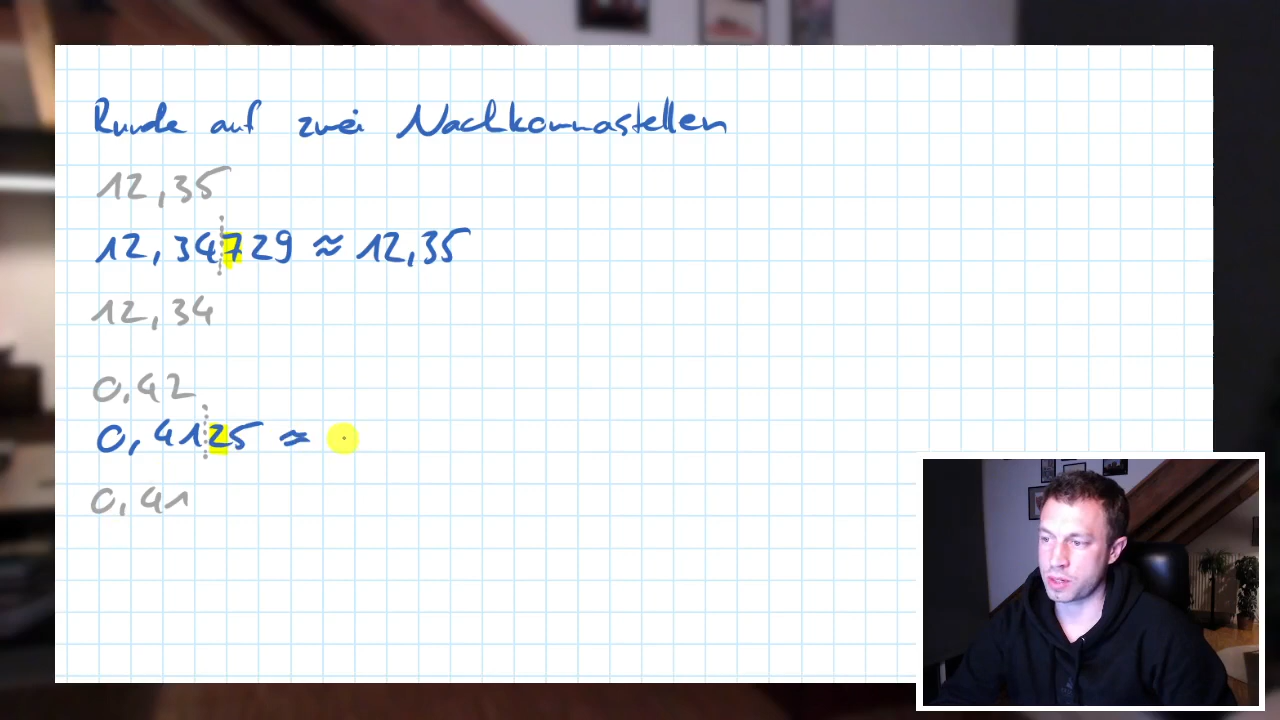 Runde auf zwei Nachkommastellen
12,35
12,34729 ≈ 12,35
12,34
0,42
0,4125 ≈
0,41